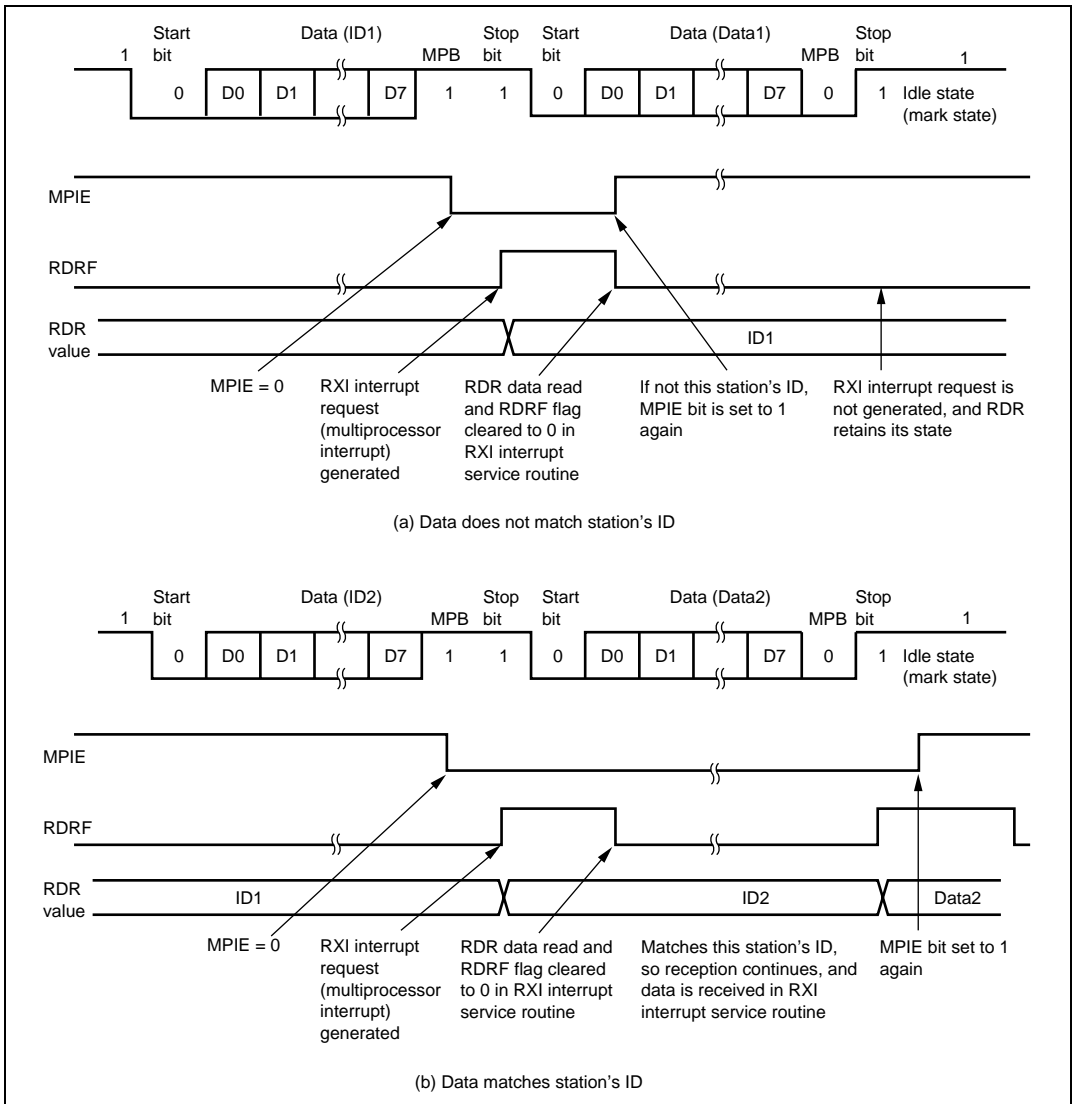 Start bit Data (ID1) MPB Stop bit Start bit Data (Data1) MPB Stop bit
1 1
0 D0 D1 D7 1 1 0 D0 D1 D7 0 1 Idle state (mark state)
MPIE
RDRF
RDR value
ID1
MPIE = 0
RXI interrupt
request
(multiprocessor
interrupt)
generated
RDR data read
and RDRF flag
cleared to 0 in
RXI interrupt
service routine
If not this station's ID,
MPIE bit is set to 1
again
RXI interrupt request is
not generated, and RDR
retains its state
(a) Data does not match station's ID
Start bit Data (ID2) MPB Stop bit Start bit Data (Data2) MPB Stop bit
1 1
0 D0 D1 D7 1 1 0 D0 D1 D7 0 1 Idle state (mark state)
MPIE
RDRF
RDR value
ID1 ID2 Data2
MPIE = 0
RXI interrupt
request
(multiprocessor
interrupt)
generated
RDR data read and
RDRF flag cleared
to 0 in RXI interrupt
service routine
Matches this station's ID,
so reception continues, and
data is received in RXI
interrupt service routine
MPIE bit set to 1
again
(b) Data matches station's ID